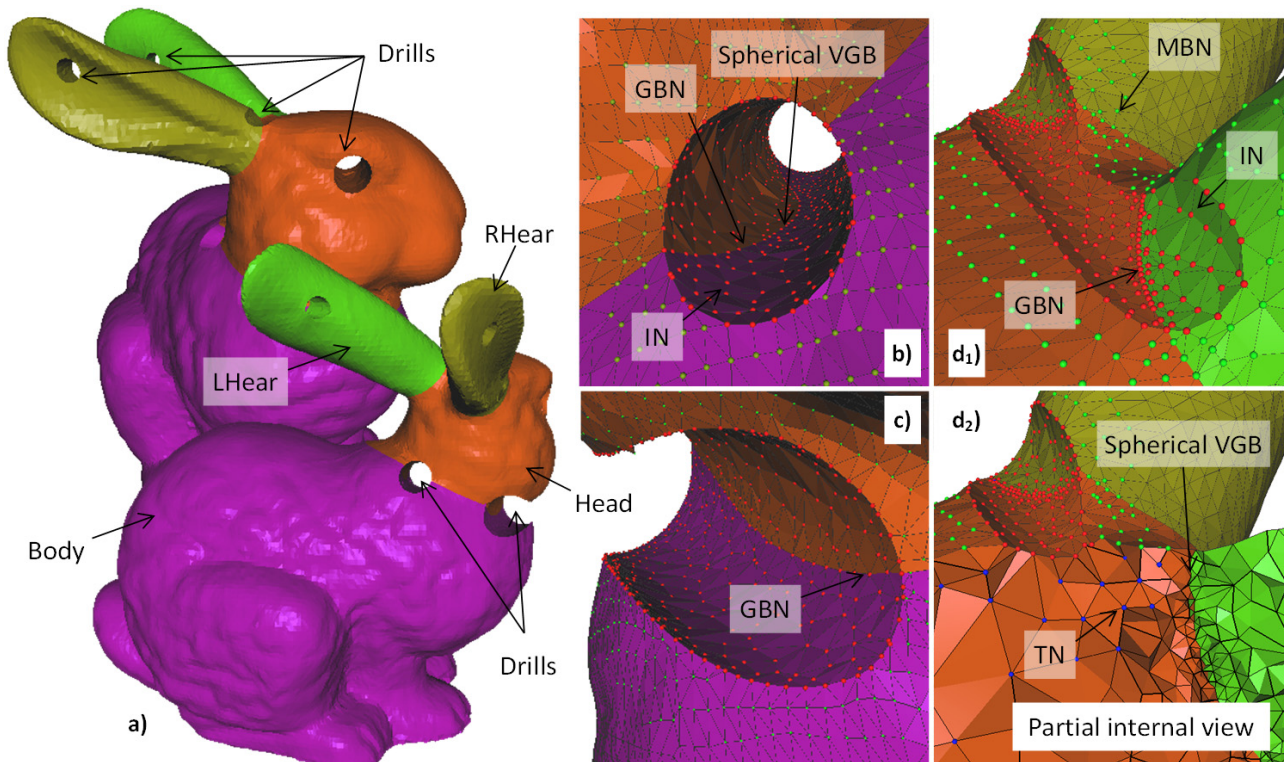 Drills
RHear
LHear
Head
Body
Drills
a)
Spherical VGB
GBN
IN
b)
c)
GBN
MBN
IN
GBN
d₁)
d₂)
Spherical VGB
TN
Partial internal view